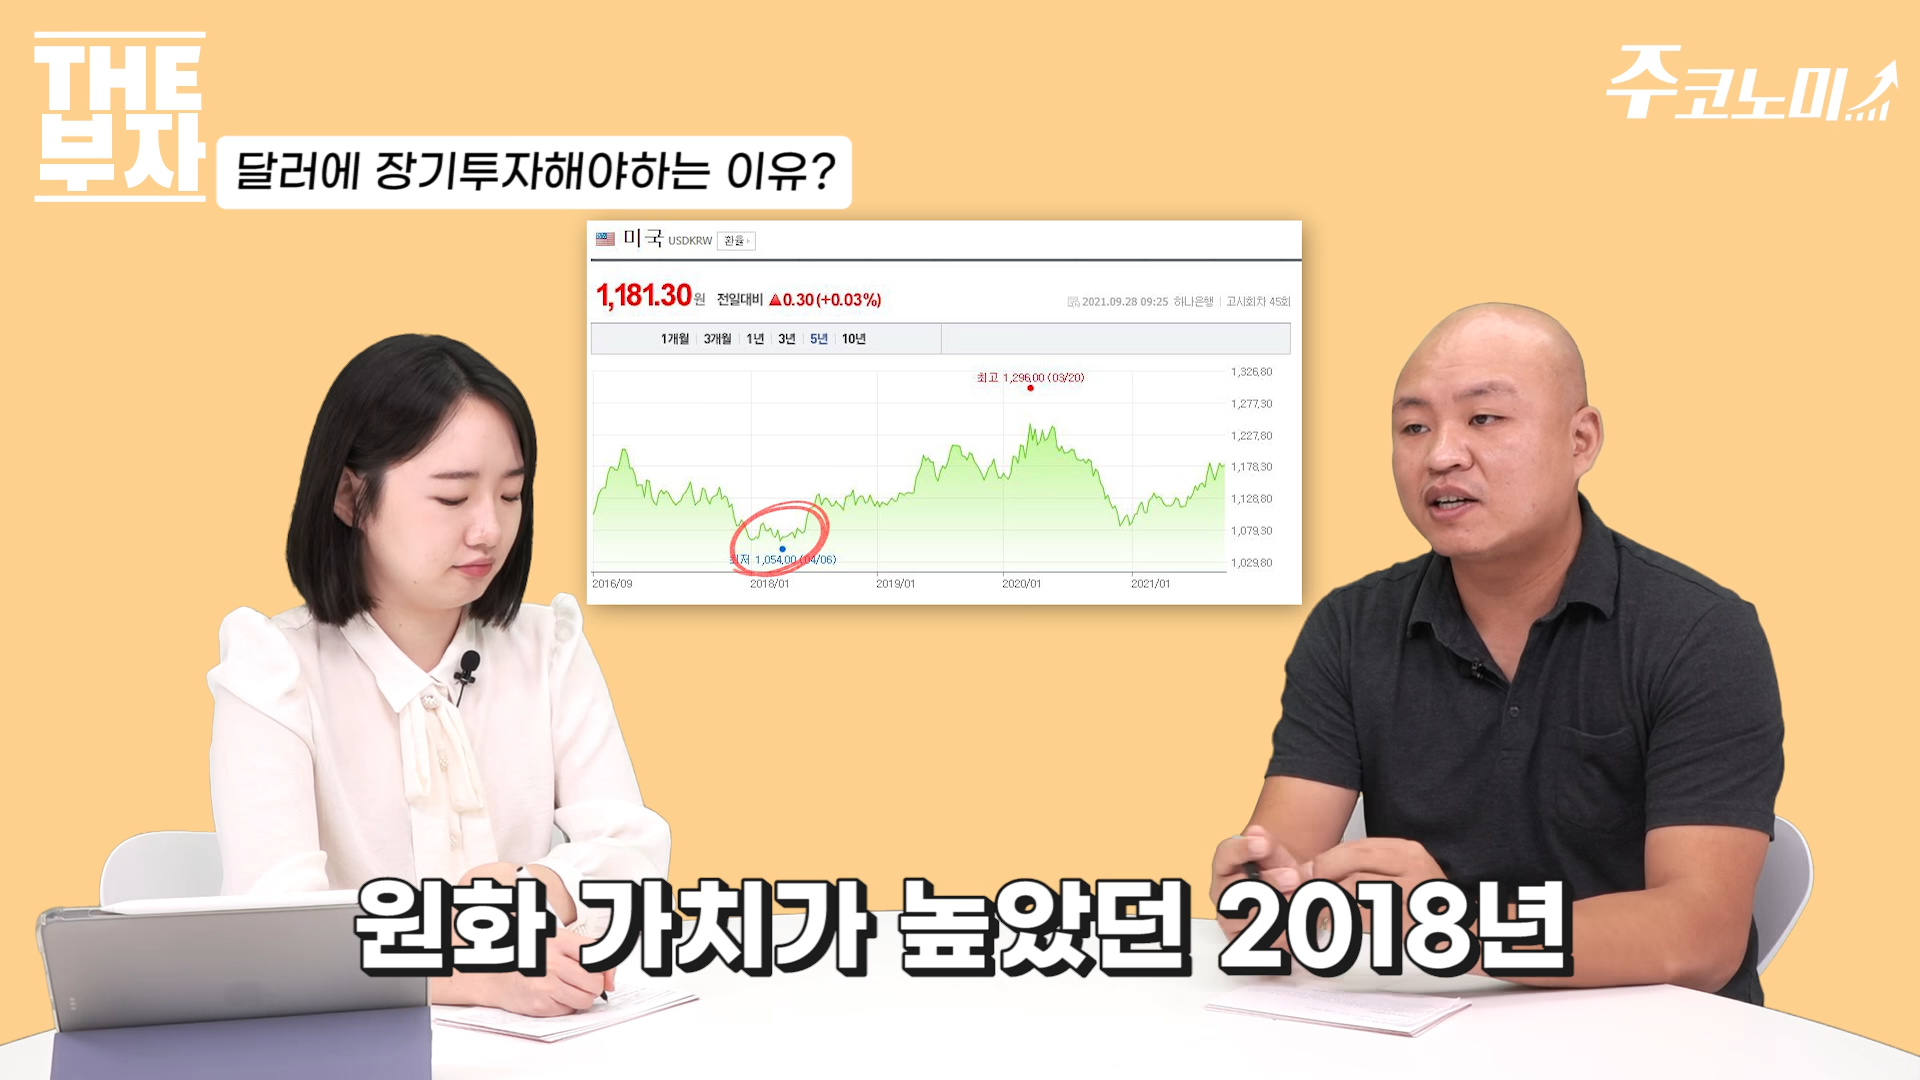 THE
부자
주코노미
달러에 장기투자해야하는 이유?
미국 USDKRW 환율
1,181.30원 전일대비 ▲0.30 (+0.03%)
2021.09.28 09:25 하나은행 | 고시회차 45회
1개월 3개월 1년 3년 5년 10년
최고 1,296.00 (03/20)
1,326.80
1,277.30
1,227.80
1,178.30
1,128.80
1,079.30
1,029.80
최저 1,054.00 (04/06)
2016/09 2018/01 2019/01 2020/01 2021/01
원화 가치가 높았던 2018년